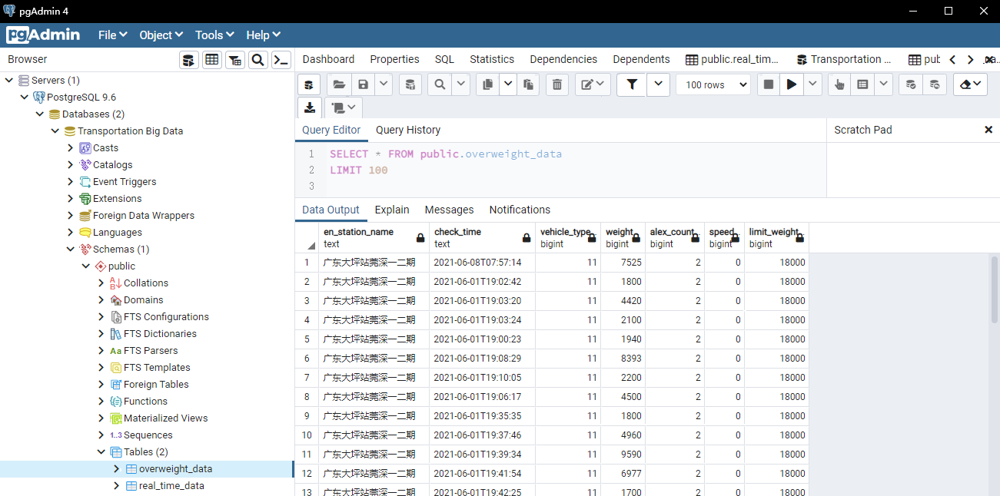 pgAdmin 4
pgAdmin File Object Tools Help
Browser
Servers (1)
PostgreSQL 9.6
Databases (2)
Transportation Big Data
Casts
Catalogs
Event Triggers
Extensions
Foreign Data Wrappers
Languages
Schemas (1)
public
Collations
Domains
FTS Configurations
FTS Dictionaries
FTS Parsers
FTS Templates
Foreign Tables
Functions
Materialized Views
1..3 Sequences
Tables (2)
overweight_data
real_time_data
Dashboard Properties SQL Statistics Dependencies Dependents public.real_tim... Transportation ... pub
100 rows
Query Editor Query History Scratch Pad
1 SELECT * FROM public.overweight_data
2 LIMIT 100
3
Data Output Explain Messages Notifications
en_station_name check_time vehicle_type weight alex_count speed limit_weight
text text bigint bigint bigint bigint bigint
1 广东大坪站莞深一二期 2021-06-08T07:57:14 11 7525 2 0 18000
2 广东大坪站莞深一二期 2021-06-01T19:02:42 11 1800 2 0 18000
3 广东大坪站莞深一二期 2021-06-01T19:03:20 11 4420 2 0 18000
4 广东大坪站莞深一二期 2021-06-01T19:03:24 11 2100 2 0 18000
5 广东大坪站莞深一二期 2021-06-01T19:00:23 11 1940 2 0 18000
6 广东大坪站莞深一二期 2021-06-01T19:08:29 11 8393 2 0 18000
7 广东大坪站莞深一二期 2021-06-01T19:10:05 11 2200 2 0 18000
8 广东大坪站莞深一二期 2021-06-01T19:06:17 11 4500 2 0 18000
9 广东大坪站莞深一二期 2021-06-01T19:35:35 11 1800 2 0 18000
10 广东大坪站莞深一二期 2021-06-01T19:37:46 11 4960 2 0 18000
11 广东大坪站莞深一二期 2021-06-01T19:39:34 11 9590 2 0 18000
12 广东大坪站莞深一二期 2021-06-01T19:41:54 11 6977 2 0 18000
13 广东大坪站莞深一二期 2021-06-01T19:42:25 11 1700 2 0 18000